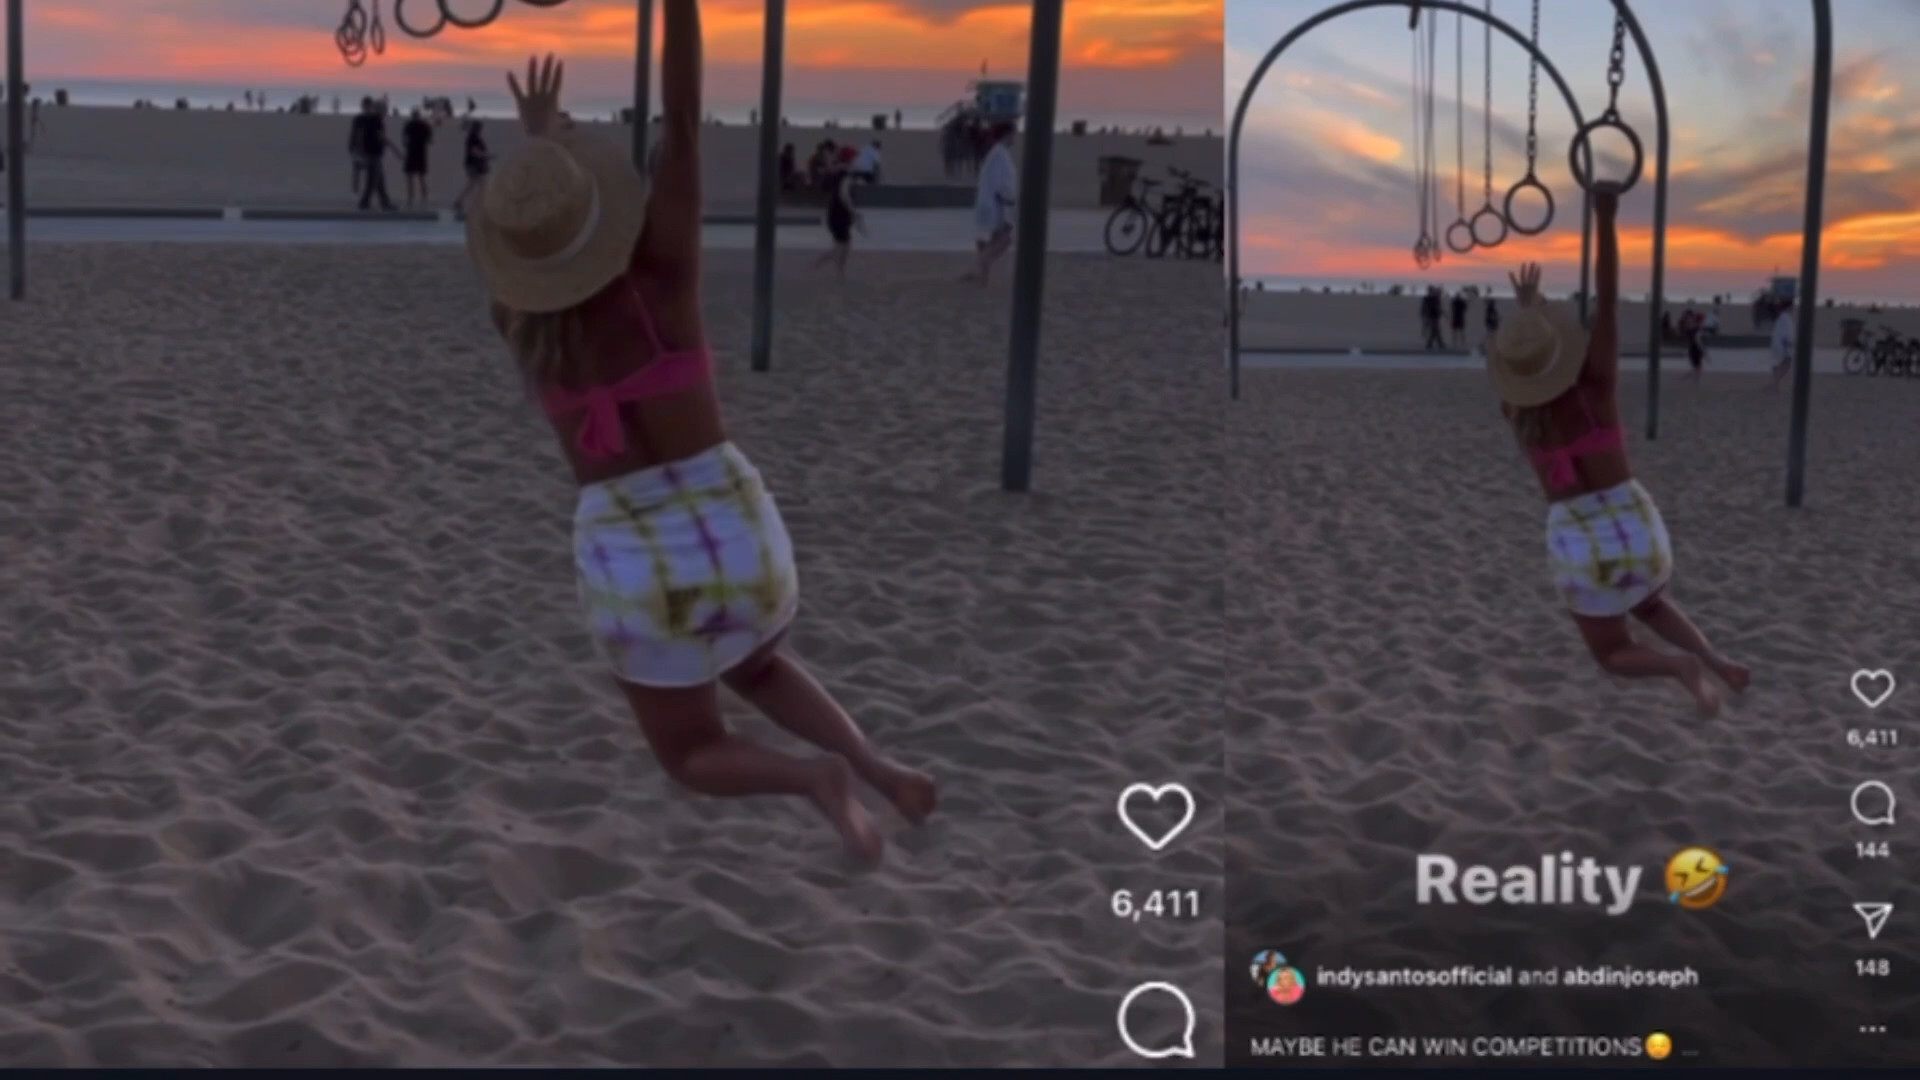 6,411
6,411
144
Reality 🤣
148
indysantosofficial and abdinjoseph
MAYBE HE CAN WIN COMPETITIONS😕 ...